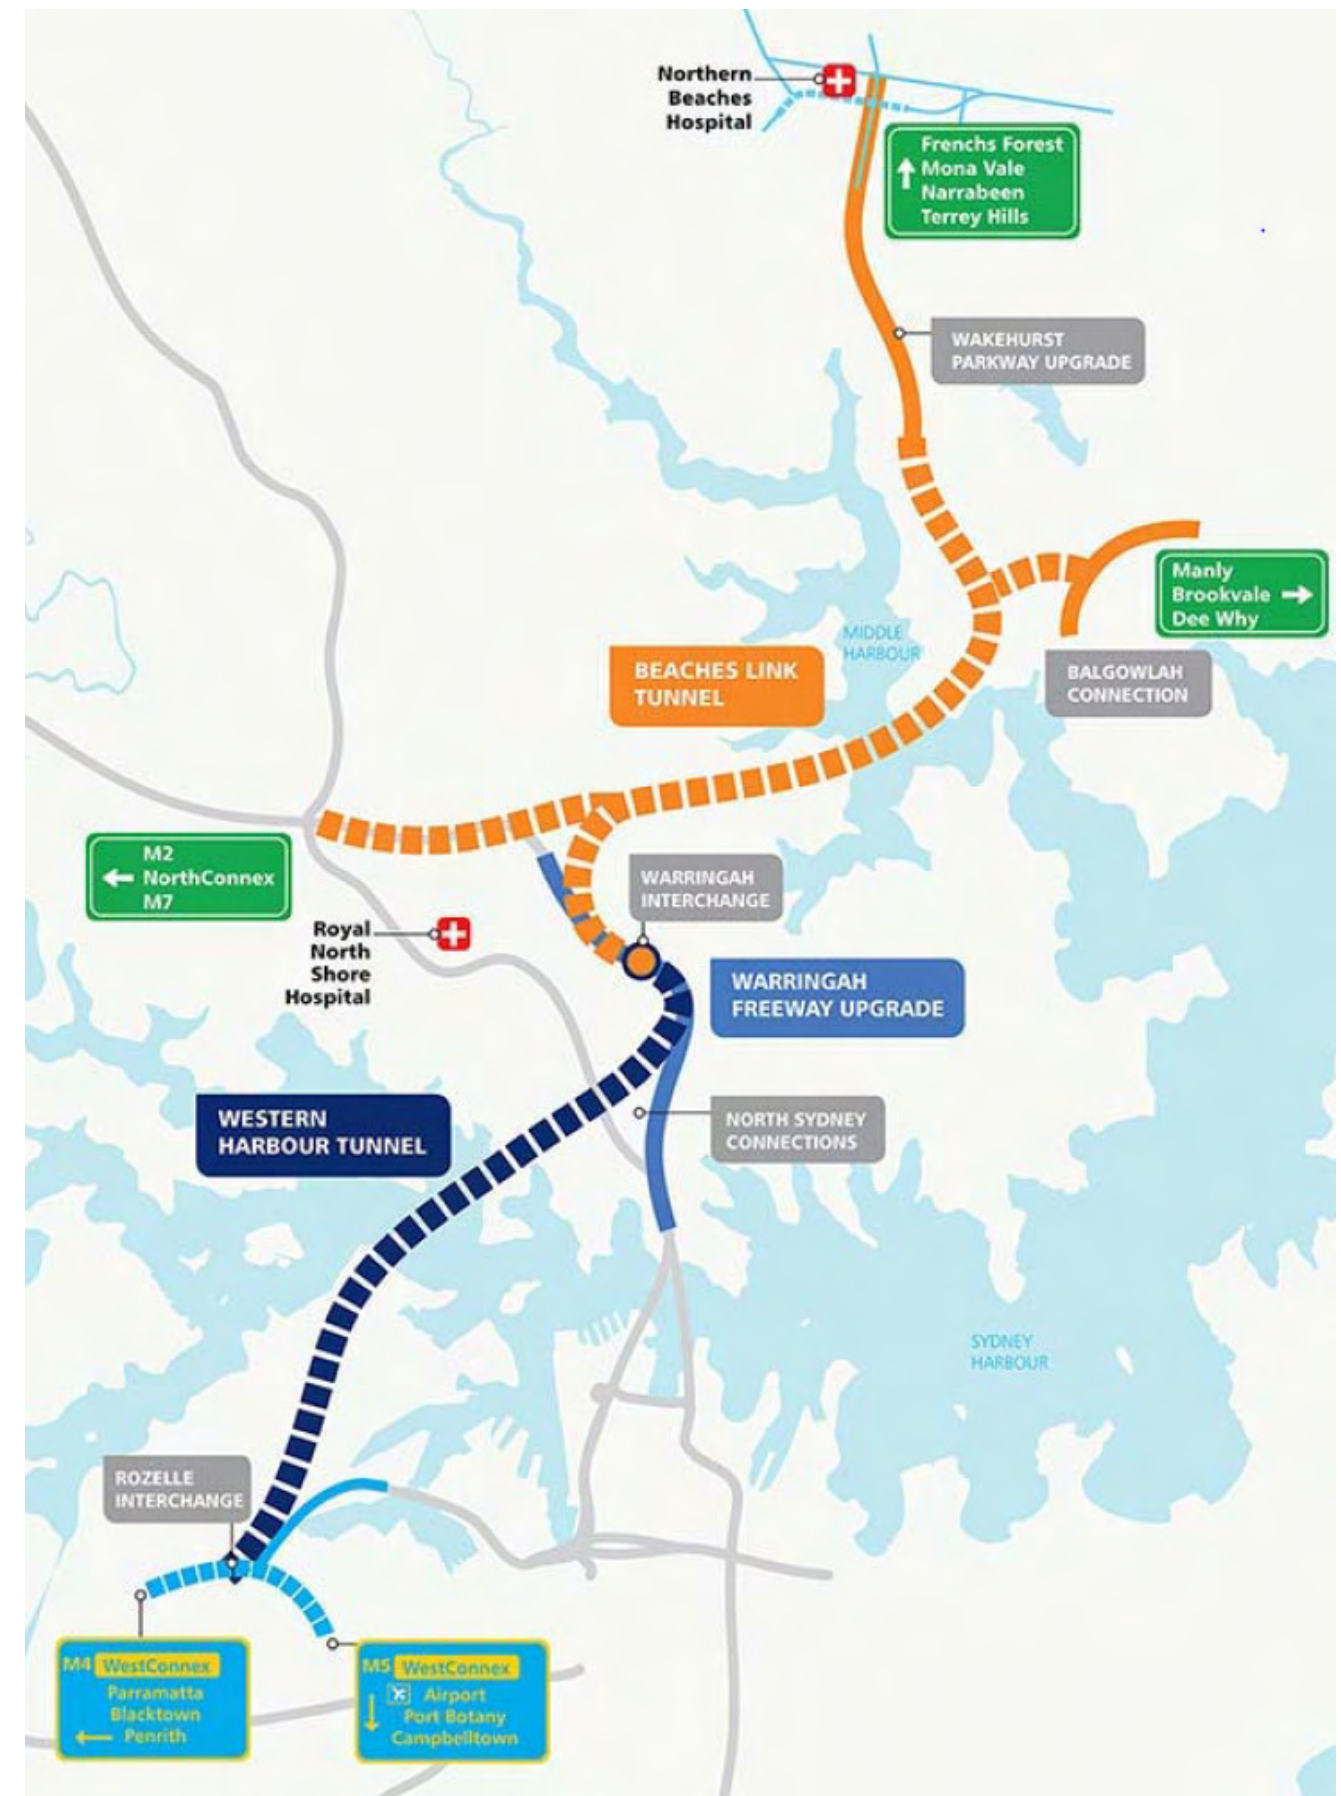 Northern
Beaches
Hospital
Frenchs Forest
Mona Vale
Narrabeen
Terrey Hills
WAKEHURST
PARKWAY UPGRADE
Manly
Brookvale
Dee Why
MIDDLE
HARBOUR
BEACHES LINK
TUNNEL
BALGOWLAH
CONNECTION
M2
NorthConnex
M7
WARRINGAH
INTERCHANGE
Royal
North
Shore
Hospital
WARRINGAH
FREEWAY UPGRADE
WESTERN
HARBOUR TUNNEL
NORTH SYDNEY
CONNECTIONS
SYDNEY
HARBOUR
ROZELLE
INTERCHANGE
M4 WestConnex
Parramatta
Blacktown
Penrith
M5 WestConnex
Airport
Port Botany
Campbelltown